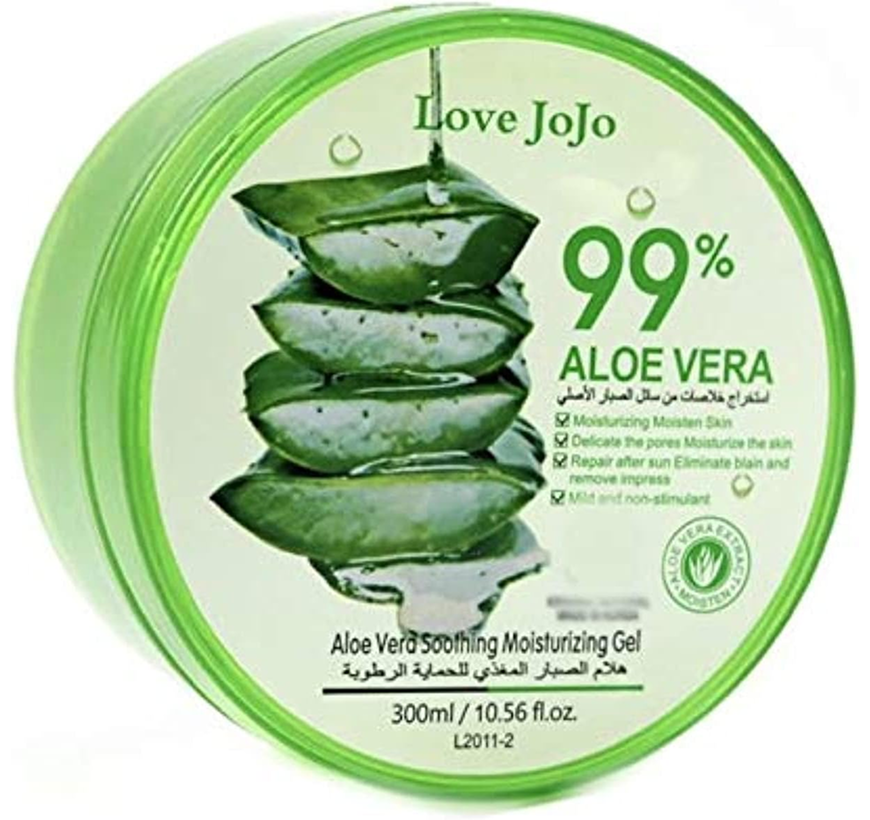 Love JoJo
99%
ALOE VERA
استخراج خلاصات من سائل الصبار الأصلي
Moisturizing Moisten Skin
Delicate the pores Moisturize the skin
Repair after sun Eliminate blain and
remove impress
Mild and non-stimulant
ALOE VERA EXTRACT
MOISTEN
Aloe Vera Soothing Moisturizing Gel
هلام الصبار المغذي للحماية الرطوبة
300ml / 10.56 fl.oz.
L2011-2